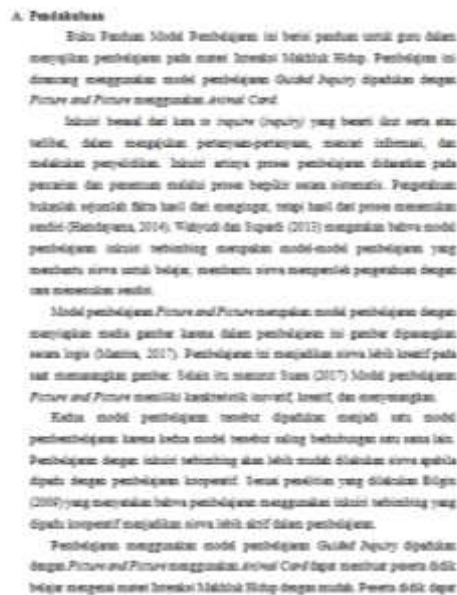 A. Pendahuluan
Buku Panduan Model Pembelajaran ini berisi panduan untuk guru dalam
menyajikan pembelajaran pada materi Interaksi Makhluk Hidup. Pembelajaran ini
dirancang menggunakan model pembelajaran Guided Inquiry dipadukan dengan
Picture and Picture menggunakan Animal Card.
Inkuiri berasal dari kata to inquire (inquiry) yang berarti ikut serta atau
terlibat, dalam mengajukan pertanyaan-pertanyaan, mencari informasi, dan
melakukan penyelidikan. Inkuiri artinya proses pembelajaran didasarkan pada
pencarian dan penemuan melalui proses berpikir secara sistematis. Pengetahuan
bukanlah sejumlah fakta hasil dari mengingat, tetapi hasil dari proses menemukan
sendiri (Handayana, 2014). Wahyudi dan Supardi (2013) mengatakan bahwa model
pembelajaran inkuiri terbimbing merupakan model-model pembelajaran yang
membantu siswa untuk belajar, membantu siswa memperoleh pengetahuan dengan
cara menemukan sendiri.
Model pembelajaran Picture and Picture merupakan model pembelajaran dengan
menyiapkan media gambar karena dalam pembelajaran ini gambar dipasangkan
secara logis (2017). Pembelajaran ini menjadikan siswa lebih kreatif pada
saat memasangkan gambar. Selain itu menurut (2017) Model pembelajaran
Picture and Picture memiliki karakteristik inovatif, kreatif, dan menyenangkan.
Kedua model pembelajaran tersebut dipadukan menjadi satu model
pembelajaran karena kedua model tersebut saling berhubungan satu sama lain.
Pembelajaran dengan inkuiri terbimbing akan lebih mudah dilakukan siswa apabila
dipadu dengan pembelajaran kooperatif. Sesuai penelitian yang dilakukan Bilgin
(2009) yang menyatakan bahwa pembelajaran menggunakan inkuiri terbimbing yang
dipadu kooperatif menjadikan siswa lebih aktif dalam pembelajaran.
Pembelajaran menggunakan model pembelajaran Guided Inquiry dipadukan
dengan Picture and Picture menggunakan Animal Card dapat membuat peserta didik
belajar mengenai materi Interaksi Makhluk Hidup dengan mudah. Peserta didik dapat